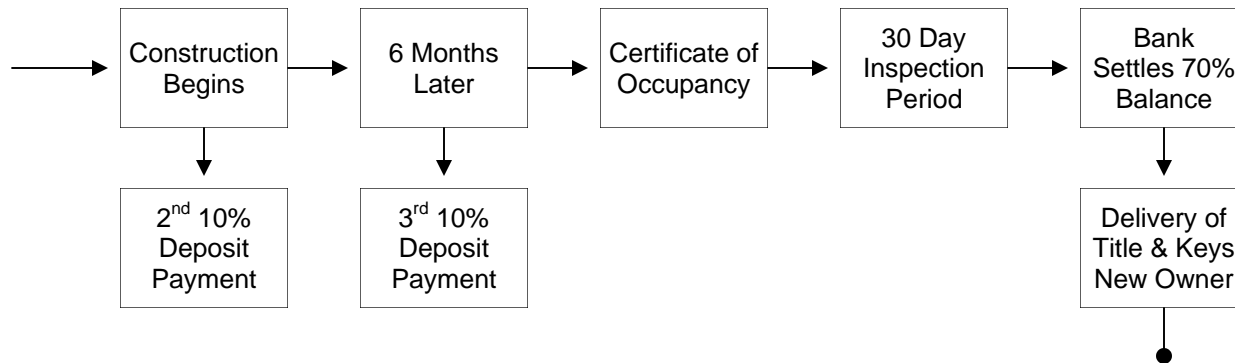 Construction
Begins
6 Months
Later
Certificate of
Occupancy
30 Day
Inspection
Period
Bank
Settles 70%
Balance
2nd 10%
Deposit
Payment
3rd 10%
Deposit
Payment
Delivery of
Title & Keys
New Owner